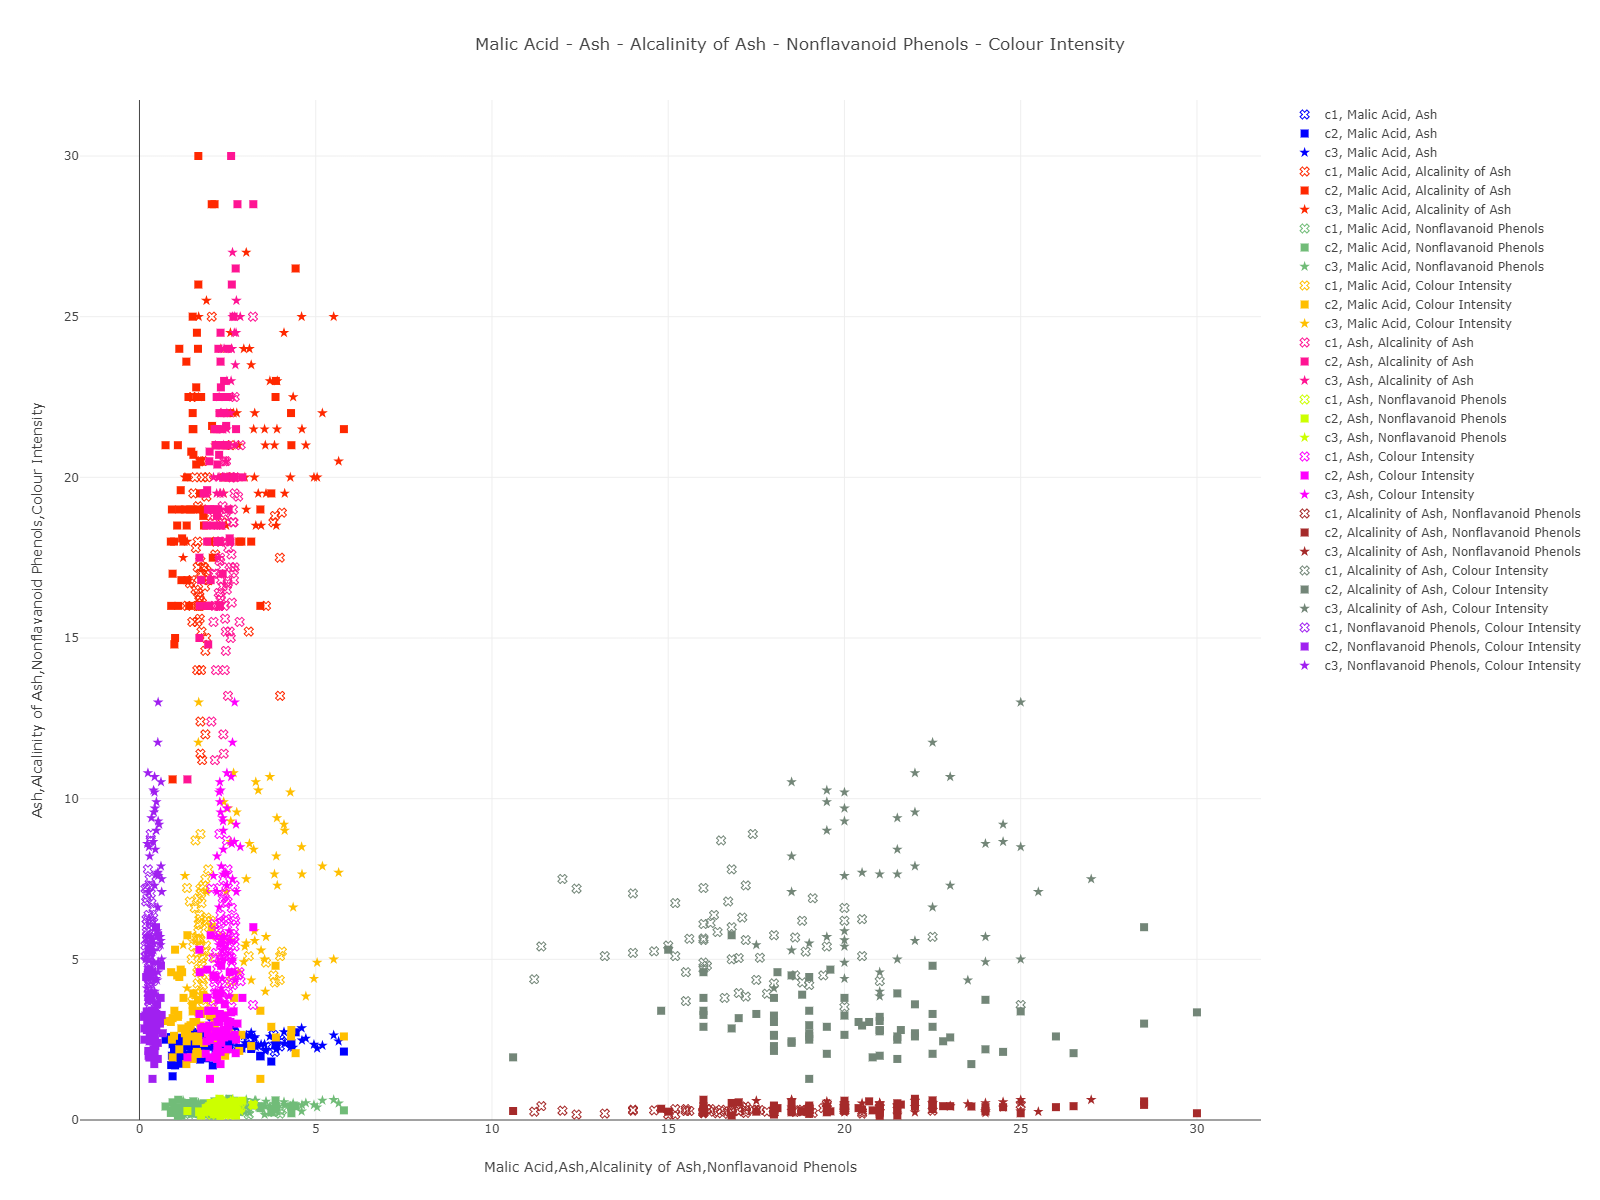 Malic Acid - Ash - Alcalinity of Ash - Nonflavanoid Phenols - Colour Intensity
c1, Malic Acid, Ash
c2, Malic Acid, Ash
c3, Malic Acid, Ash
c1, Malic Acid, Alcalinity of Ash
c2, Malic Acid, Alcalinity of Ash
c3, Malic Acid, Alcalinity of Ash
c1, Malic Acid, Nonflavanoid Phenols
c2, Malic Acid, Nonflavanoid Phenols
c3, Malic Acid, Nonflavanoid Phenols
c1, Malic Acid, Colour Intensity
c2, Malic Acid, Colour Intensity
c3, Malic Acid, Colour Intensity
c1, Ash, Alcalinity of Ash
c2, Ash, Alcalinity of Ash
c3, Ash, Alcalinity of Ash
c1, Ash, Nonflavanoid Phenols
c2, Ash, Nonflavanoid Phenols
c3, Ash, Nonflavanoid Phenols
c1, Ash, Colour Intensity
c2, Ash, Colour Intensity
c3, Ash, Colour Intensity
c1, Alcalinity of Ash, Nonflavanoid Phenols
c2, Alcalinity of Ash, Nonflavanoid Phenols
c3, Alcalinity of Ash, Nonflavanoid Phenols
c1, Alcalinity of Ash, Colour Intensity
c2, Alcalinity of Ash, Colour Intensity
c3, Alcalinity of Ash, Colour Intensity
c1, Nonflavanoid Phenols, Colour Intensity
c2, Nonflavanoid Phenols, Colour Intensity
c3, Nonflavanoid Phenols, Colour Intensity
Ash,Alcalinity of Ash,Nonflavanoid Phenols,Colour Intensity
30
25
20
15
10
5
0
0 5 10 15 20 25 30
Malic Acid,Ash,Alcalinity of Ash,Nonflavanoid Phenols